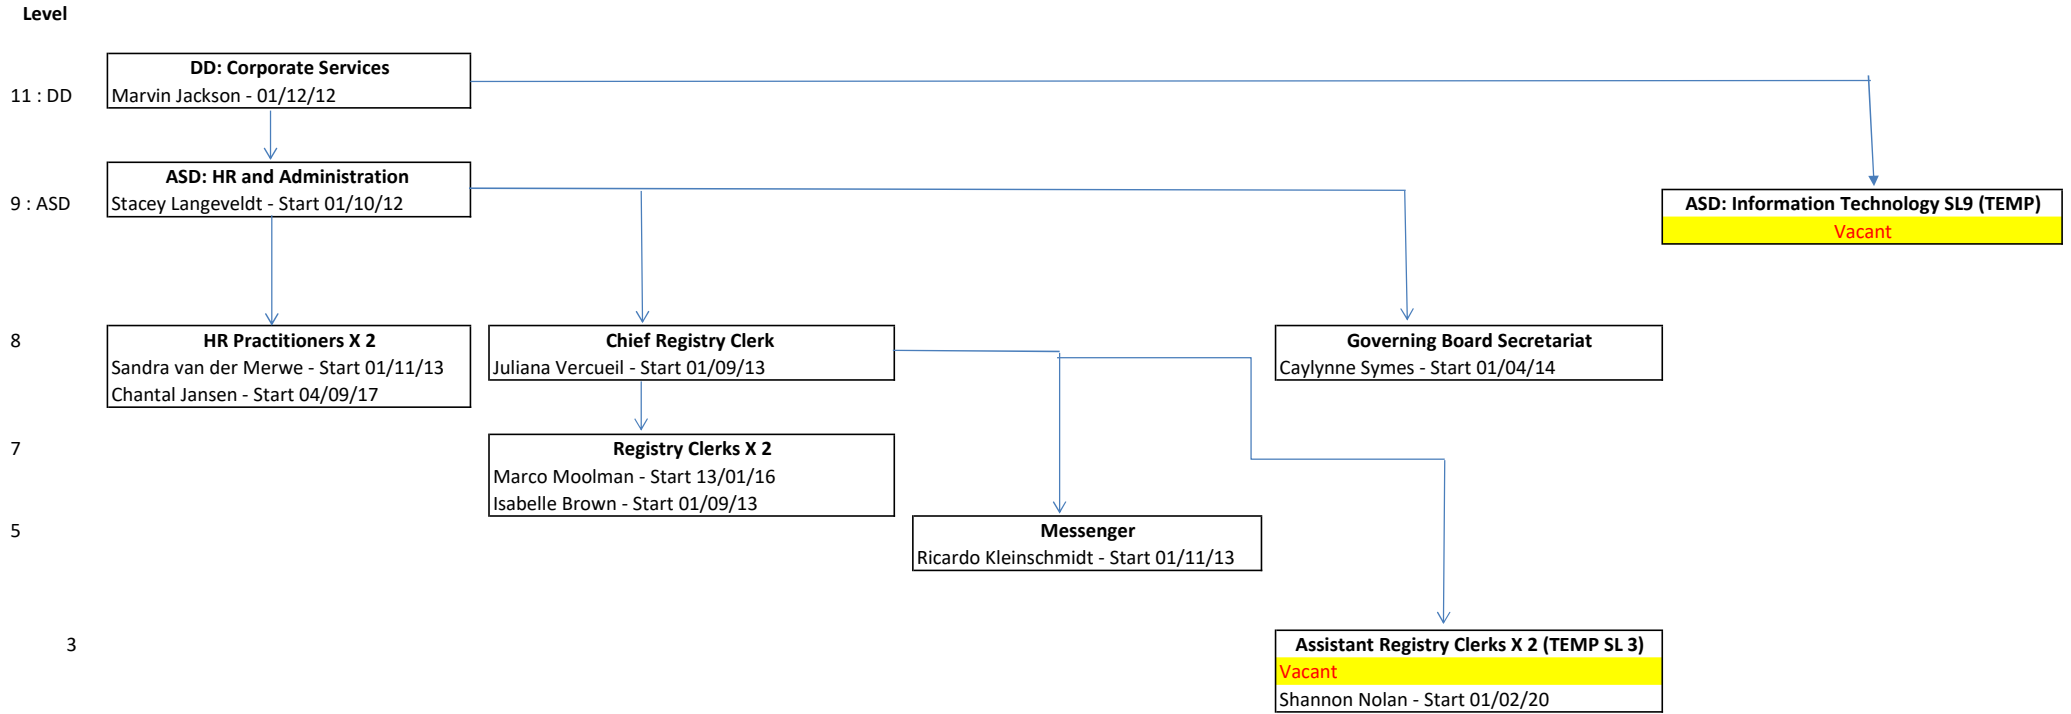 Level
DD: Corporate Services
11 : DD
Marvin Jackson - 01/12/12
ASD: HR and Administration
9 : ASD
Stacey Langeveldt - Start 01/10/12
ASD: Information Technology SL9 (TEMP)
Vacant
8
HR Practitioners X 2
Sandra van der Merwe - Start 01/11/13
Chantal Jansen - Start 04/09/17
Chief Registry Clerk
Juliana Vercueil - Start 01/09/13
Governing Board Secretariat
Caylynne Symes - Start 01/04/14
7
Registry Clerks X 2
Marco Moolman - Start 13/01/16
Isabelle Brown - Start 01/09/13
5
Messenger
Ricardo Kleinschmidt - Start 01/11/13
3
Assistant Registry Clerks X 2 (TEMP SL 3)
Vacant
Shannon Nolan - Start 01/02/20